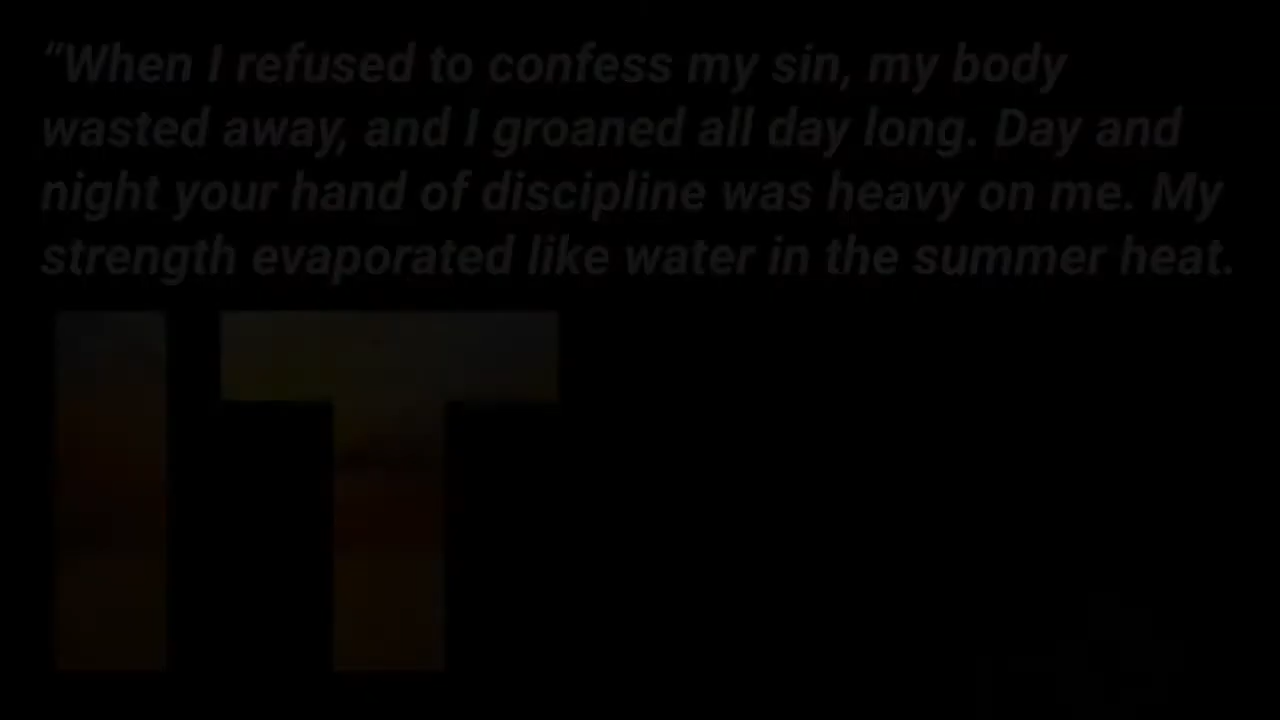 “When I refused to confess my sin, my body
wasted away, and I groaned all day long. Day and
night your hand of discipline was heavy on me. My
strength evaporated like water in the summer heat.
IT